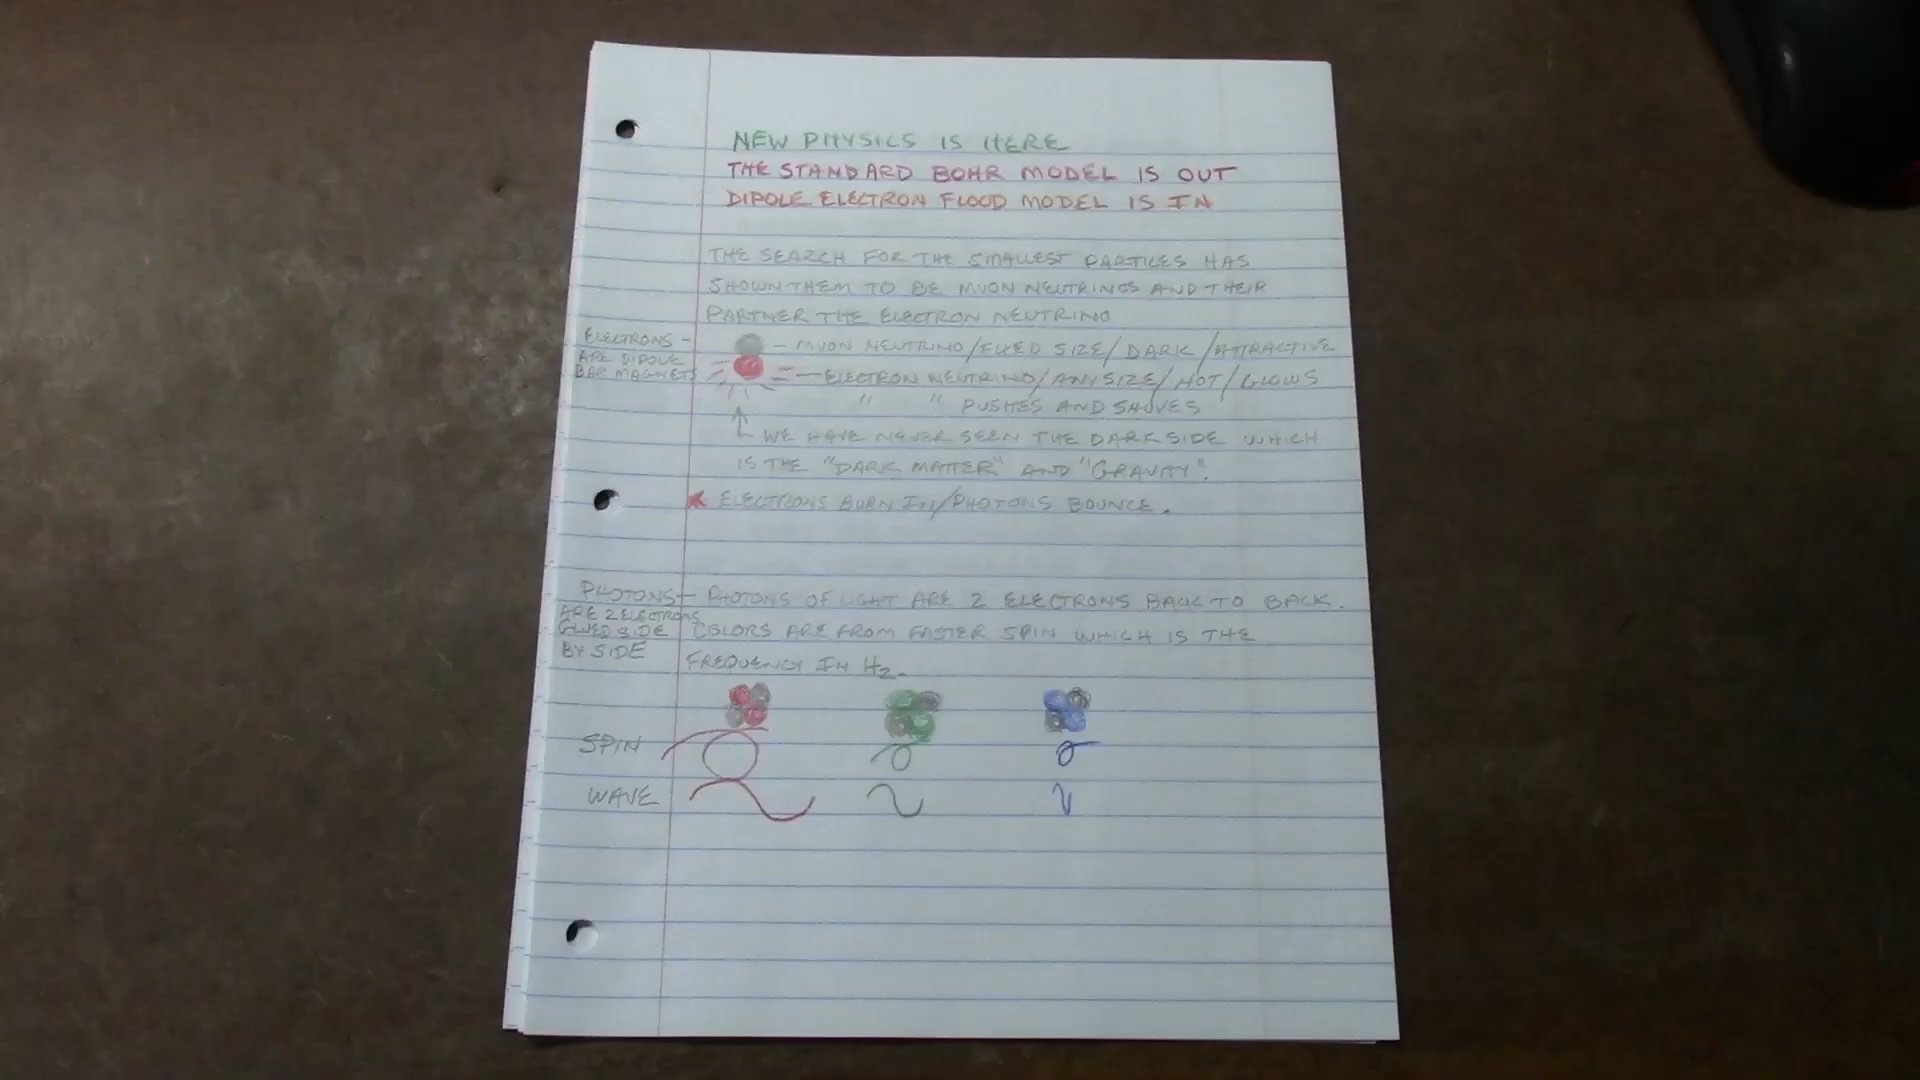 NEW PHYSICS IS HERE
THE STANDARD BOHR MODEL IS OUT
DIPOLE ELECTRON FLOOD MODEL IS IN
THE SEARCH FOR THE SMALLEST PARTICLES HAS
SHOWN THEM TO BE MUON NEUTRINOS AND THEIR
PARTNER THE ELECTRON NEUTRINO
ELECTRONS -
ARE DIPOLE
BAR MAGNETS
- MUON NEUTRINO/FIXED SIZE/DARK/ATTRACTIVE
- ELECTRON NEUTRINO/ANY SIZE/HOT/GLOWS
" " PUSHES AND SHOVES
WE HAVE NEVER SEEN THE DARK SIDE WHICH
IS THE "DARK MATTER" AND "GRAVITY".
ELECTRONS BURN IN/PHOTONS BOUNCE.
PHOTONS -
ARE 2 ELECTRONS
GLUED SIDE
BY SIDE
PHOTONS OF LIGHT ARE 2 ELECTRONS BACK TO BACK.
COLORS ARE FROM FASTER SPIN WHICH IS THE
FREQUENCY IN HZ.
SPIN
WAVE